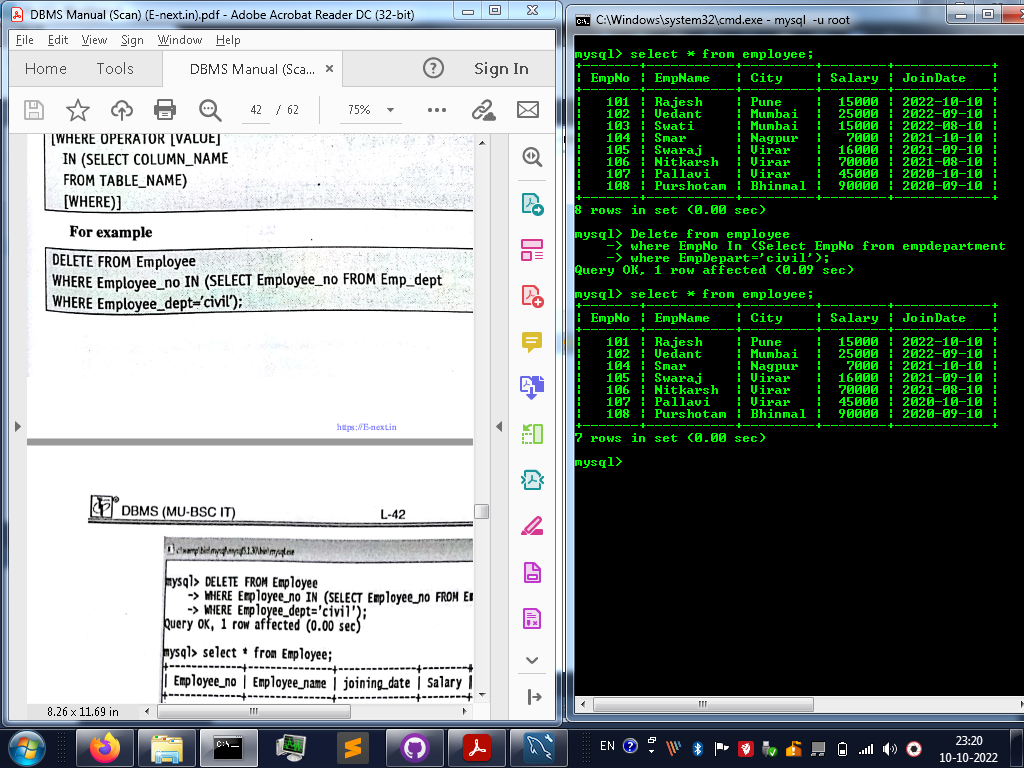 DBMS Manual (Scan) (E-next.in).pdf - Adobe Acrobat Reader DC (32-bit)
File Edit View Sign Window Help
Home Tools DBMS Manual (Sca... × ? Sign In
42 / 62 75%
[WHERE OPERATOR [VALUE]
IN (SELECT COLUMN_NAME
FROM TABLE_NAME)
[WHERE)]
For example
DELETE FROM Employee
WHERE Employee_no IN (SELECT Employee_no FROM Emp_dept
WHERE Employee_dept='civil');
https://E-next.in
DBMS (MU-BSC IT) L-42
mysql> DELETE FROM Employee
-> WHERE Employee_no IN (SELECT Employee_no FROM E
-> WHERE Employee_dept='civil');
Query OK, 1 row affected (0.00 sec)
mysql> select * from Employee;
| Employee_no | Employee_name | joining_date | Salary |
8.26 x 11.69 in
C:\Windows\system32\cmd.exe - mysql -u root
mysql> select * from employee;
| EmpNo | EmpName | City | Salary | JoinDate |
| 101 | Rajesh | Pune | 15000 | 2022-10-10 |
| 102 | Vedant | Mumbai | 25000 | 2022-09-10 |
| 103 | Swati | Mumbai | 15000 | 2022-08-10 |
| 104 | Smar | Nagpur | 7000 | 2021-10-10 |
| 105 | Swaraj | Virar | 16000 | 2021-09-10 |
| 106 | Nitkarsh | Virar | 70000 | 2021-08-10 |
| 107 | Pallavi | Virar | 45000 | 2020-10-10 |
| 108 | Purshotam | Bhinmal | 90000 | 2020-09-10 |
8 rows in set (0.00 sec)
mysql> Delete from employee
-> where EmpNo In (Select EmpNo from empdepartment
-> where EmpDepart='civil');
Query OK, 1 row affected (0.09 sec)
mysql> select * from employee;
| EmpNo | EmpName | City | Salary | JoinDate |
| 101 | Rajesh | Pune | 15000 | 2022-10-10 |
| 102 | Vedant | Mumbai | 25000 | 2022-09-10 |
| 104 | Smar | Nagpur | 7000 | 2021-10-10 |
| 105 | Swaraj | Virar | 16000 | 2021-09-10 |
| 106 | Nitkarsh | Virar | 70000 | 2021-08-10 |
| 107 | Pallavi | Virar | 45000 | 2020-10-10 |
| 108 | Purshotam | Bhinmal | 90000 | 2020-09-10 |
7 rows in set (0.00 sec)
mysql>
EN
23:20
10-10-2022